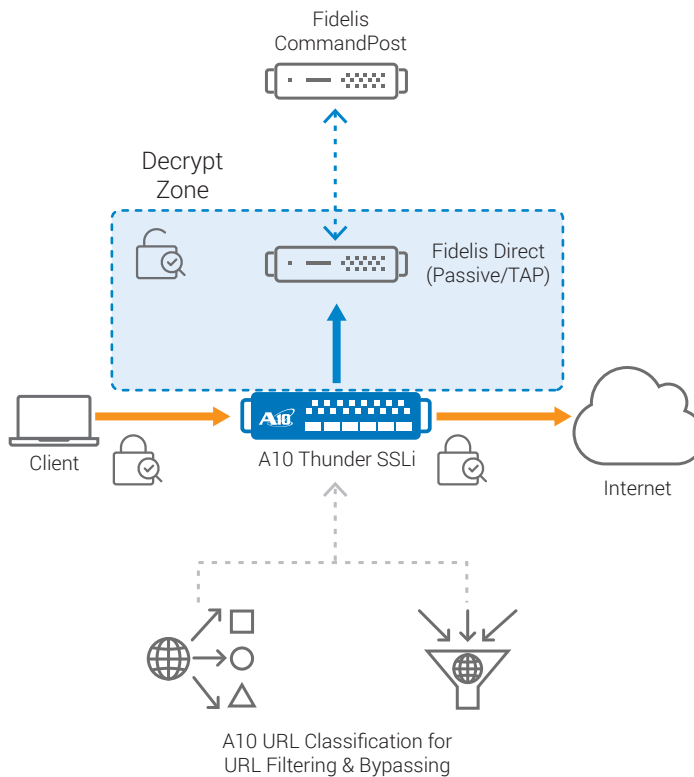 Fidelis
CommandPost
Decrypt
Zone
Fidelis Direct
(Passive/TAP)
A10
Client
A10 Thunder SSLi
Internet
A10 URL Classification for
URL Filtering & Bypassing